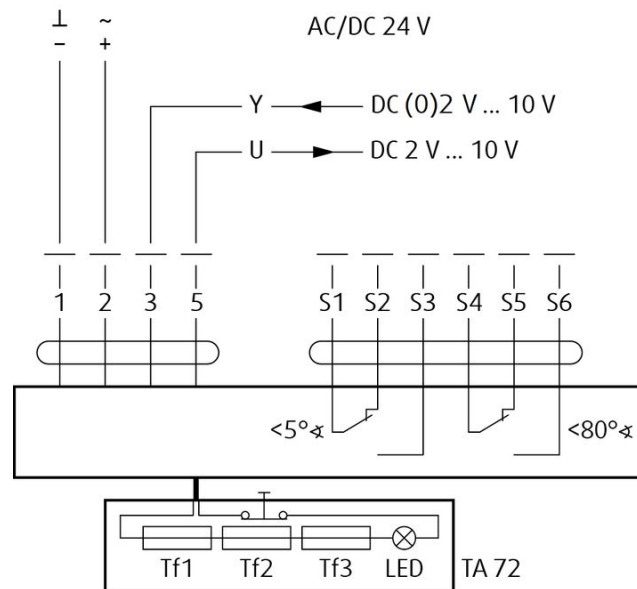 ⊥ ~ AC/DC 24 V
− +
Y DC (0)2 V ... 10 V
U DC 2 V ... 10 V
1 2 3 5 S1 S2 S3 S4 S5 S6
<5°∢ <80°∢
Tf1 Tf2 Tf3 LED TA 72